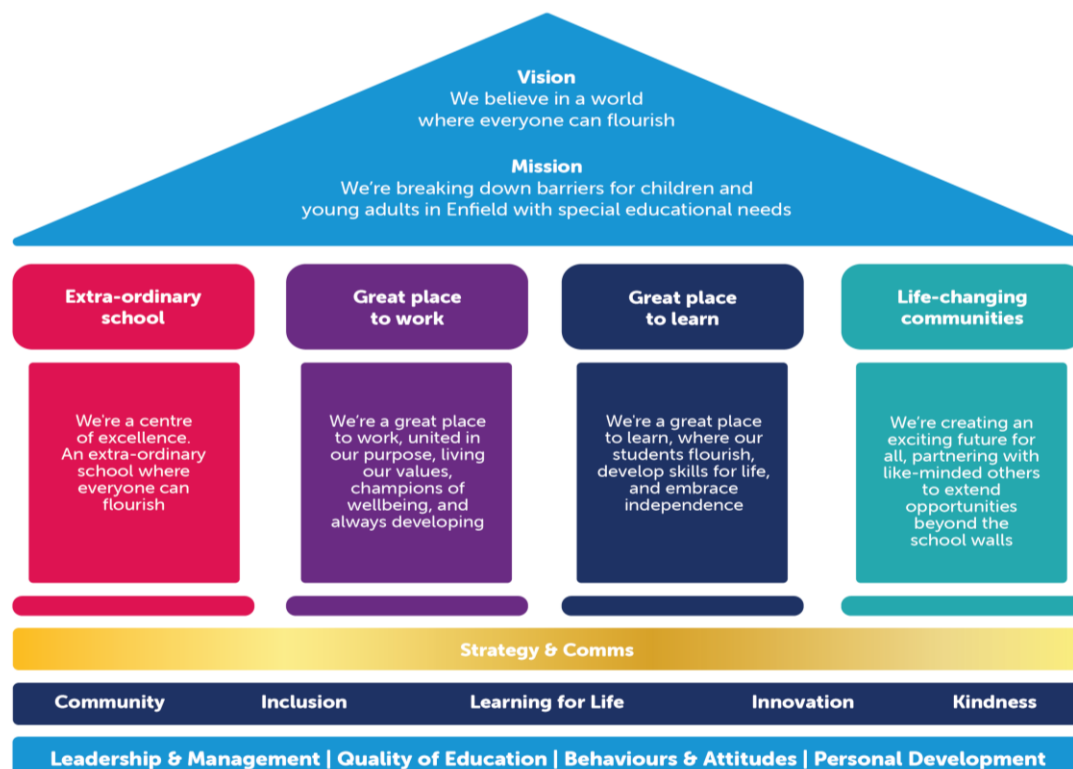 Vision
We believe in a world
where everyone can flourish
Mission
We're breaking down barriers for children and
young adults in Enfield with special educational needs
Extra-ordinary
school
Great place
to work
Great place
to learn
Life-changing
communities
We're a centre
of excellence.
An extra-ordinary
school where
everyone can
flourish
We're a great place
to work, united in
our purpose, living
our values,
champions of
wellbeing, and
always developing
We're a great place
to learn, where our
students flourish,
develop skills for life,
and embrace
independence
We're creating an
exciting future for
all, partnering with
like-minded others
to extend
opportunities
beyond the
school walls
Strategy & Comms
Community Inclusion Learning for Life Innovation Kindness
Leadership & Management | Quality of Education | Behaviours & Attitudes | Personal Development